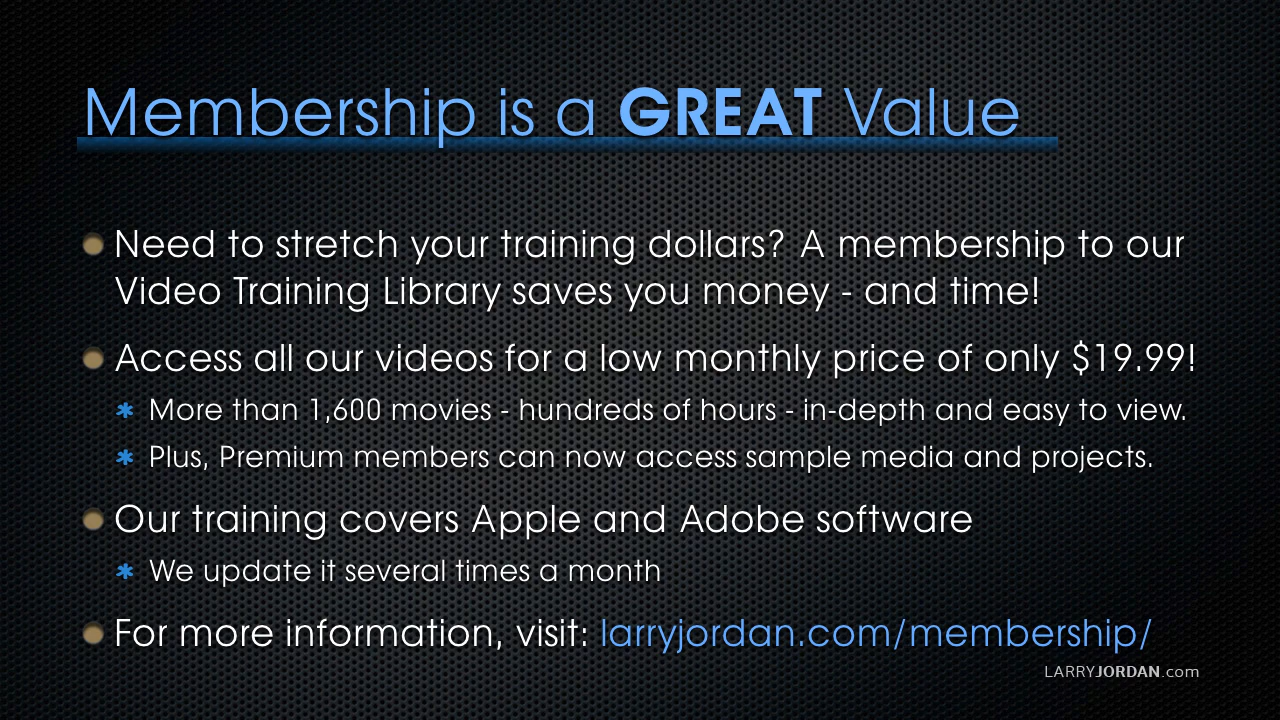 Membership is a GREAT Value
Need to stretch your training dollars? A membership to our
Video Training Library saves you money - and time!
Access all our videos for a low monthly price of only $19.99!
More than 1,600 movies - hundreds of hours - in-depth and easy to view.
Plus, Premium members can now access sample media and projects.
Our training covers Apple and Adobe software
We update it several times a month
For more information, visit: larryjordan.com/membership/
LARRYJORDAN.com